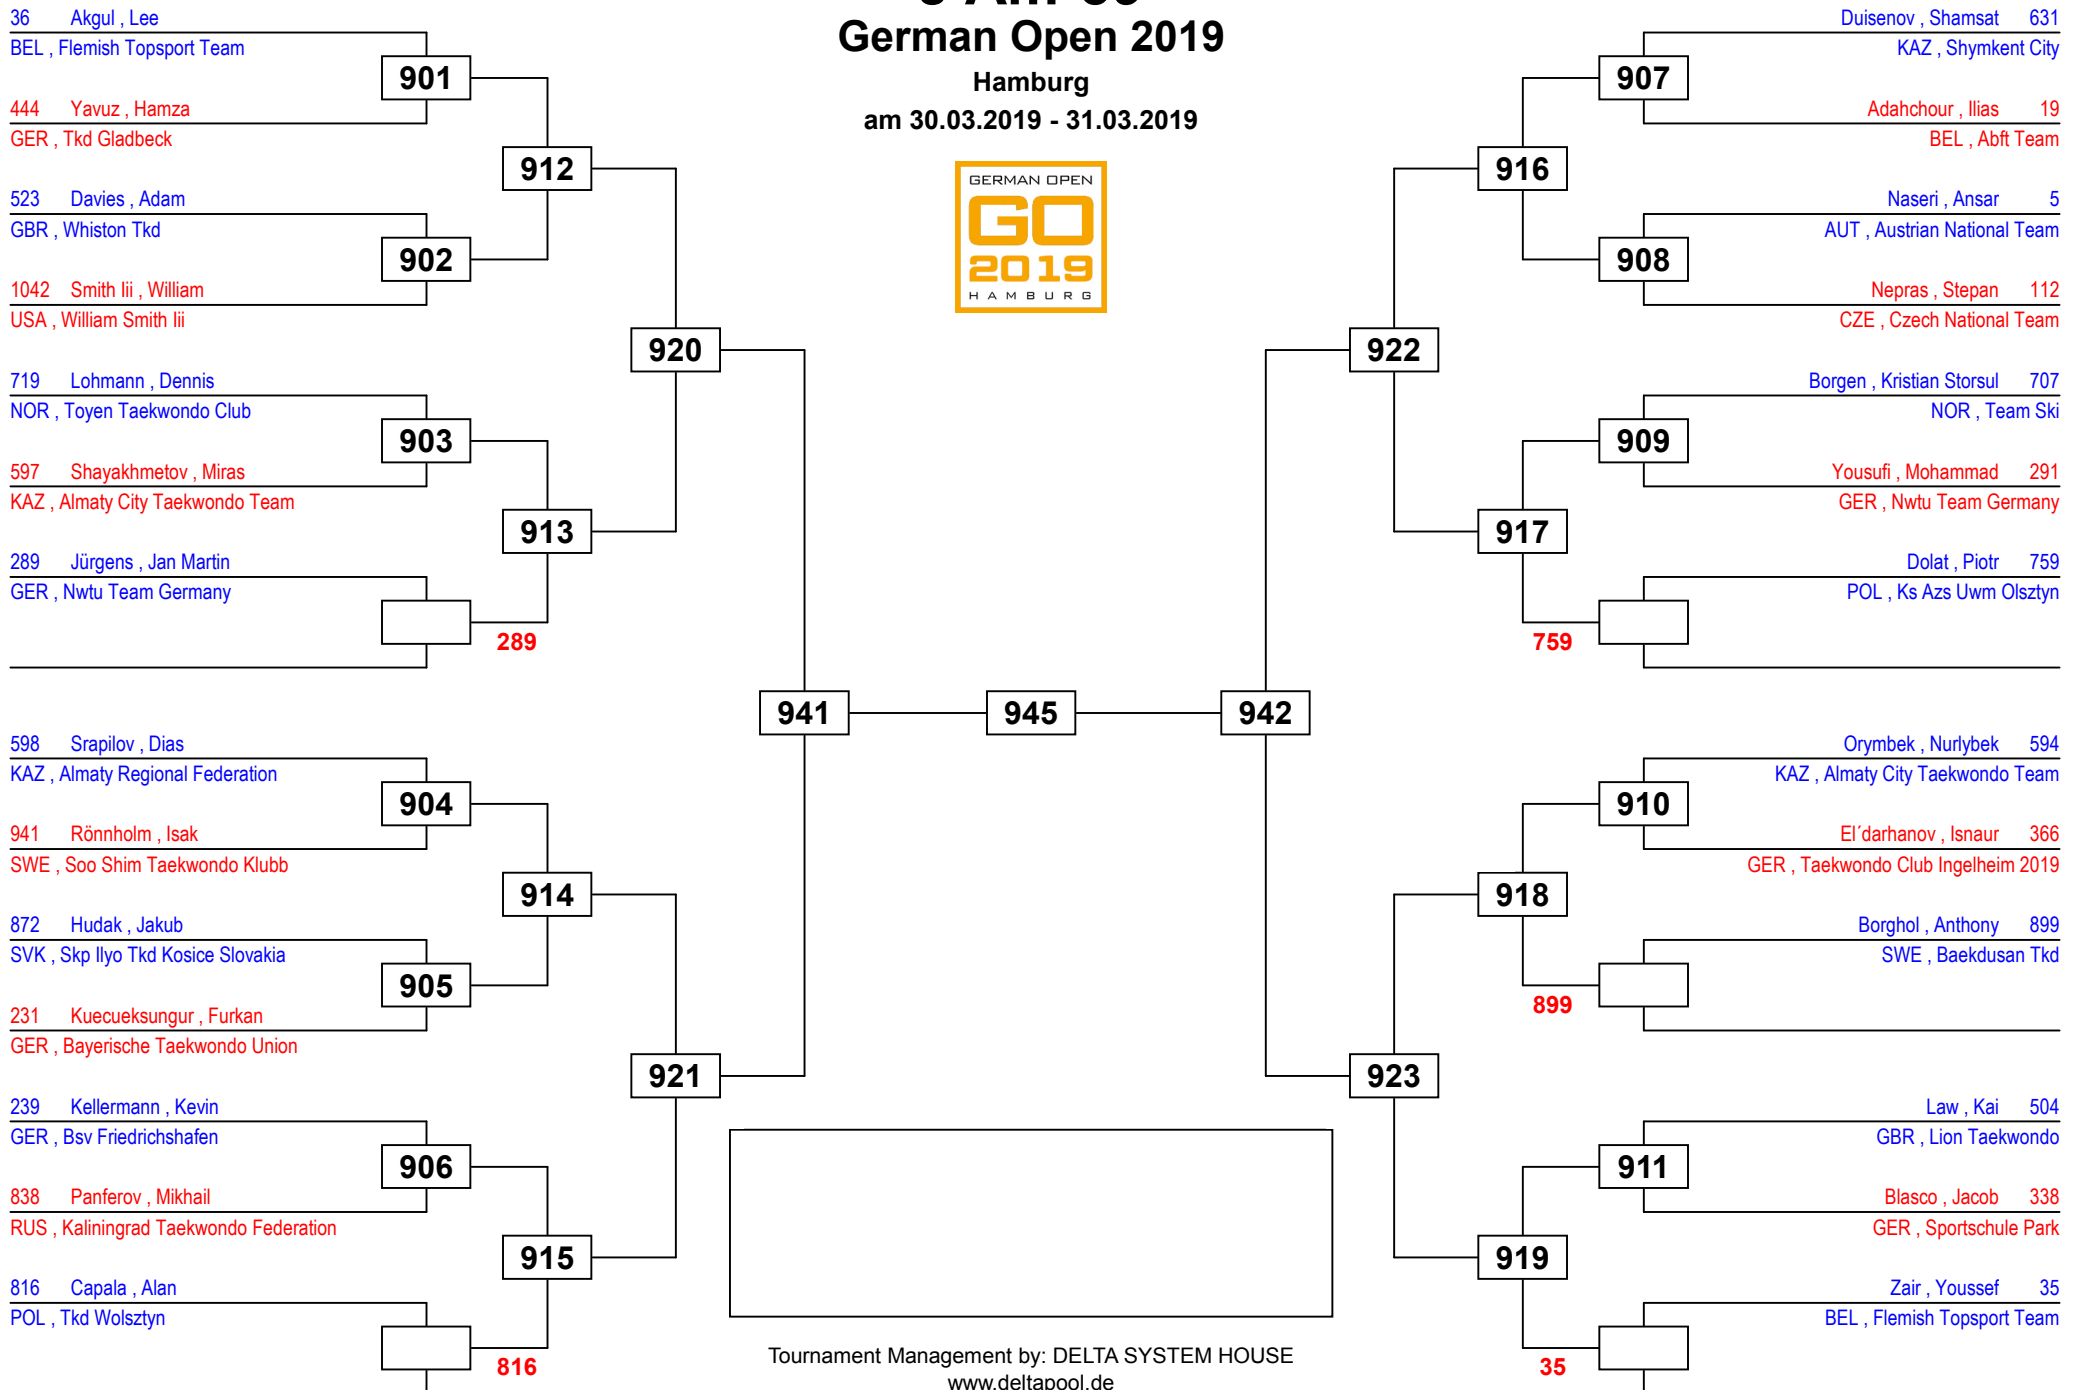 German Open 2019
Hamburg
am 30.03.2019 - 31.03.2019
GERMAN OPEN
GO
2019
HAMBURG
36 Akgul , Lee
BEL , Flemish Topsport Team
901
444 Yavuz , Hamza
GER , Tkd Gladbeck
912
523 Davies , Adam
GBR , Whiston Tkd
902
1042 Smith Iii , William
USA , William Smith Iii
920
719 Lohmann , Dennis
NOR , Toyen Taekwondo Club
903
597 Shayakhmetov , Miras
KAZ , Almaty City Taekwondo Team
913
289 Jürgens , Jan Martin
GER , Nwtu Team Germany
289
941
945
942
598 Srapilov , Dias
KAZ , Almaty Regional Federation
904
941 Rönnholm , Isak
SWE , Soo Shim Taekwondo Klubb
914
872 Hudak , Jakub
SVK , Skp Ilyo Tkd Kosice Slovakia
905
231 Kuecueksungur , Furkan
GER , Bayerische Taekwondo Union
921
239 Kellermann , Kevin
GER , Bsv Friedrichshafen
906
838 Panferov , Mikhail
RUS , Kaliningrad Taekwondo Federation
915
816 Capala , Alan
POL , Tkd Wolsztyn
816
Duisenov , Shamsat 631
KAZ , Shymkent City
907
Adahchour , Ilias 19
BEL , Abft Team
916
Naseri , Ansar 5
AUT , Austrian National Team
908
Nepras , Stepan 112
CZE , Czech National Team
922
Borgen , Kristian Storsul 707
NOR , Team Ski
909
Yousufi , Mohammad 291
GER , Nwtu Team Germany
917
Dolat , Piotr 759
POL , Ks Azs Uwm Olsztyn
759
Orymbek , Nurlybek 594
KAZ , Almaty City Taekwondo Team
910
El´darhanov , Isnaur 366
GER , Taekwondo Club Ingelheim 2019
918
Borghol , Anthony 899
SWE , Baekdusan Tkd
899
923
Law , Kai 504
GBR , Lion Taekwondo
911
Blasco , Jacob 338
GER , Sportschule Park
919
Zair , Youssef 35
BEL , Flemish Topsport Team
35
Tournament Management by: DELTA SYSTEM HOUSE
www.deltapool.de